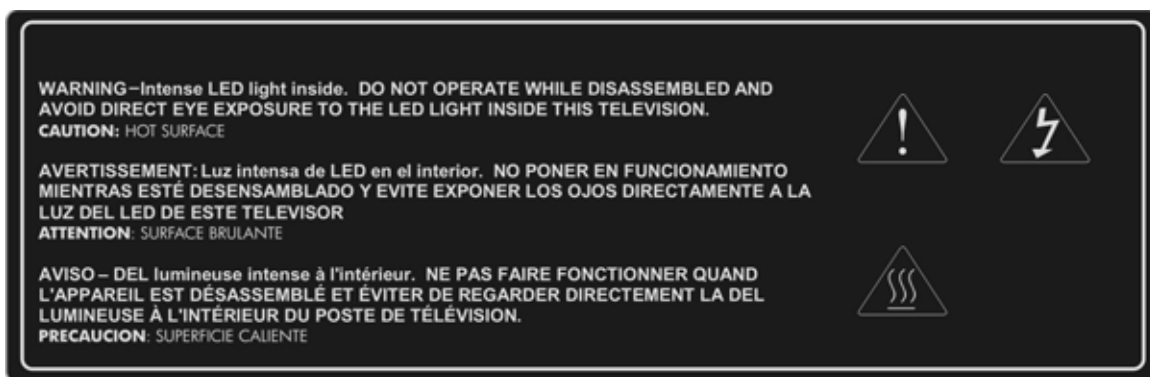 WARNING–Intense LED light inside. DO NOT OPERATE WHILE DISASSEMBLED AND
AVOID DIRECT EYE EXPOSURE TO THE LED LIGHT INSIDE THIS TELEVISION.
CAUTION: HOT SURFACE
AVERTISSEMENT: Luz intensa de LED en el interior. NO PONER EN FUNCIONAMIENTO
MIENTRAS ESTÉ DESENSAMBLADO Y EVITE EXPONER LOS OJOS DIRECTAMENTE A LA
LUZ DEL LED DE ESTE TELEVISOR
ATTENTION: SURFACE BRULANTE
AVISO – DEL lumineuse intense à l'intérieur. NE PAS FAIRE FONCTIONNER QUAND
L'APPAREIL EST DÉSASSEMBLÉ ET ÉVITER DE REGARDER DIRECTEMENT LA DEL
LUMINEUSE À L'INTÉRIEUR DU POSTE DE TÉLÉVISION.
PRECAUCION: SUPERFICIE CALIENTE